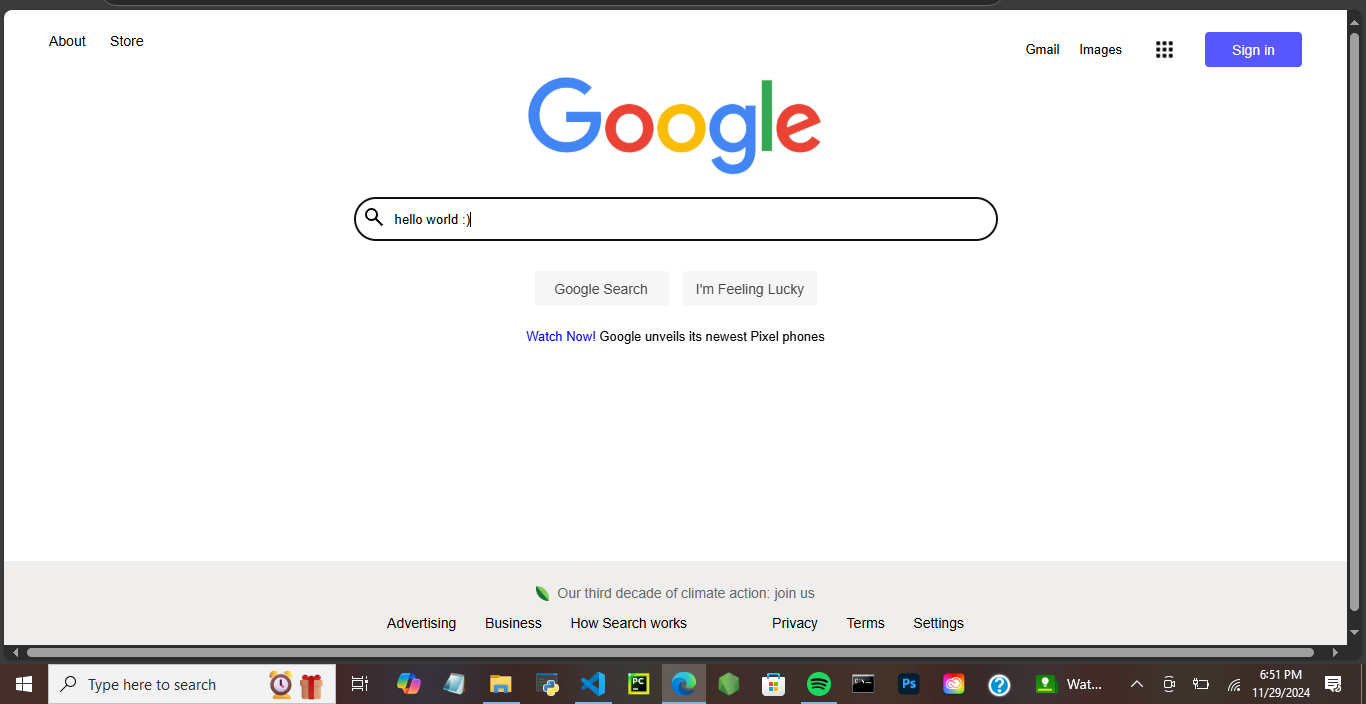 About Store
Gmail Images Sign in
Google
hello world :)
Google Search I'm Feeling Lucky
Watch Now! Google unveils its newest Pixel phones
Our third decade of climate action: join us
Advertising Business How Search works Privacy Terms Settings
Type here to search
PC
Ps
Wat...
6:51 PM
11/29/2024